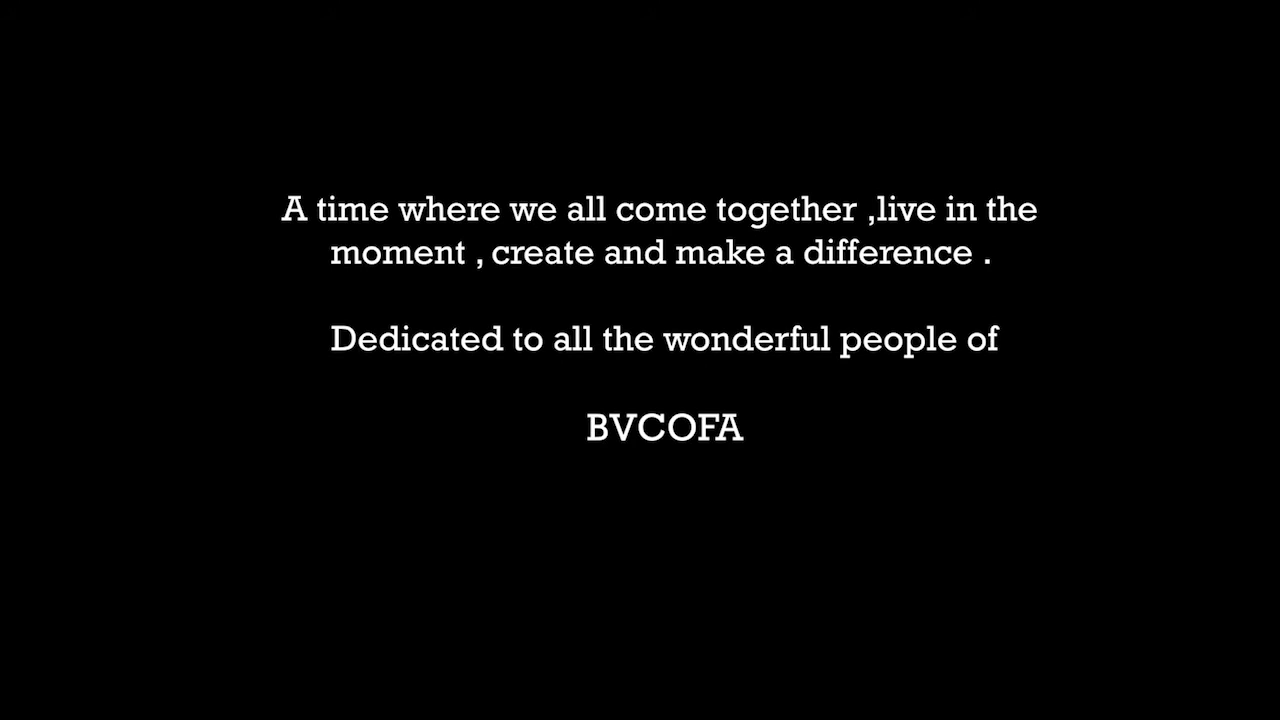 A time where we all come together ,live in the
moment , create and make a difference .
Dedicated to all the wonderful people of
BVCOFA